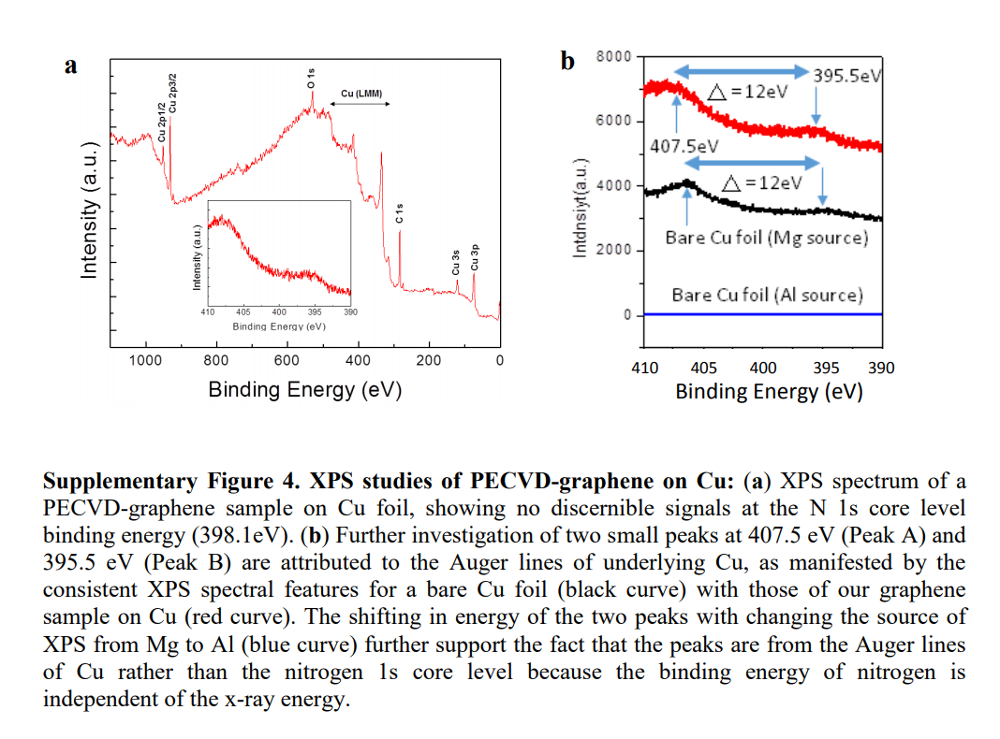 a
Intensity (a.u.)
Cu 2p1/2
Cu 2p3/2
O 1s
Cu (LMM)
C 1s
Cu 3s
Cu 3p
1000 800 600 400 200 0
Binding Energy (eV)
Intensity (a.u.)
410 405 400 395 390
Binding Energy (eV)
b
Intdnsiyt(a.u.)
8000
6000
4000
2000
0
395.5eV
△=12eV
407.5eV
△=12eV
Bare Cu foil (Mg source)
Bare Cu foil (Al source)
410 405 400 395 390
Binding Energy (eV)
Supplementary Figure 4. XPS studies of PECVD-graphene on Cu: (a) XPS spectrum of a
PECVD-graphene sample on Cu foil, showing no discernible signals at the N 1s core level
binding energy (398.1eV). (b) Further investigation of two small peaks at 407.5 eV (Peak A) and
395.5 eV (Peak B) are attributed to the Auger lines of underlying Cu, as manifested by the
consistent XPS spectral features for a bare Cu foil (black curve) with those of our graphene
sample on Cu (red curve). The shifting in energy of the two peaks with changing the source of
XPS from Mg to Al (blue curve) further support the fact that the peaks are from the Auger lines
of Cu rather than the nitrogen 1s core level because the binding energy of nitrogen is
independent of the x-ray energy.